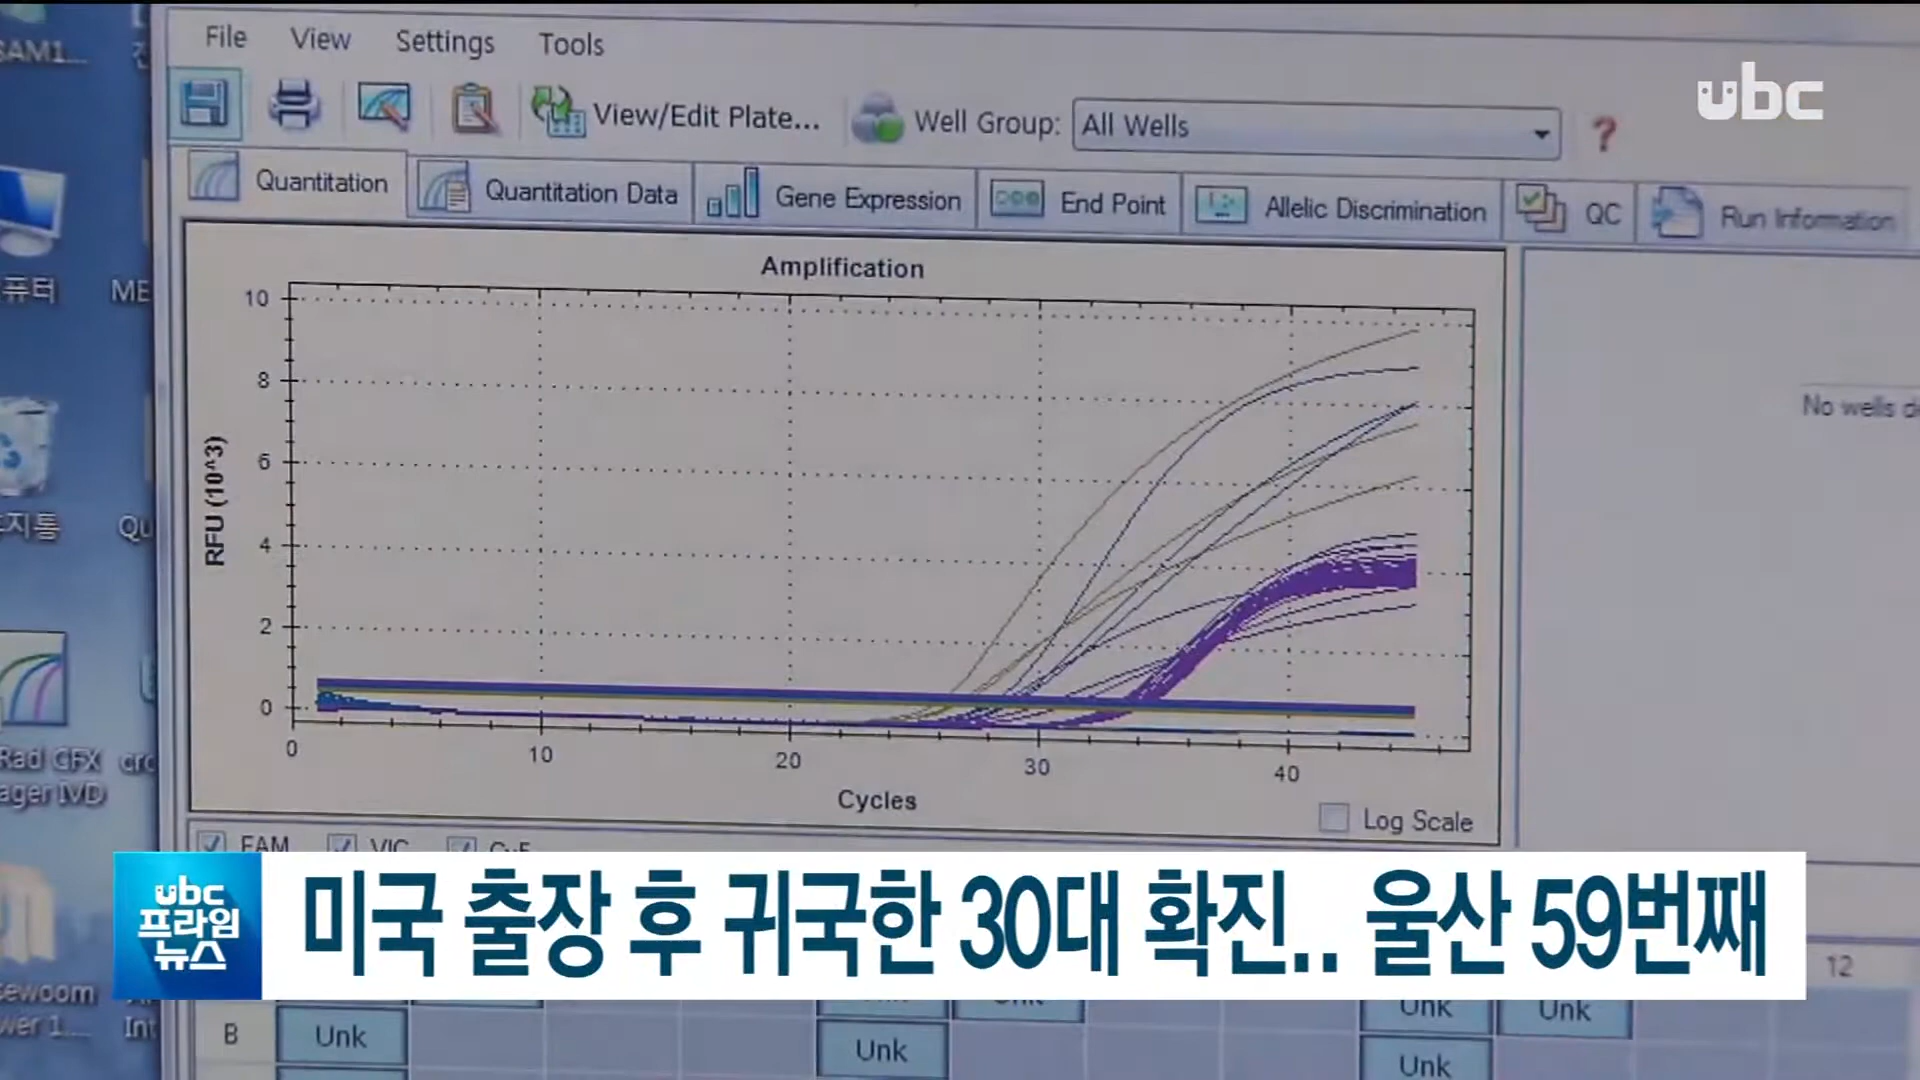 File View Settings Tools
ubc
View/Edit Plate... Well Group: All Wells ?
Quantitation Quantitation Data Gene Expression End Point Allelic Discrimination QC Run Information
Amplification
10
8
6
4
2
0
RFU (10^3)
0 10 20 30 40
Cycles
Log Scale
No wells
FAM VIC Cy5
ubc
프라임
뉴스
미국 출장 후 귀국한 30대 확진.. 울산 59번째
12
Unk Unk
B Unk Unk Unk